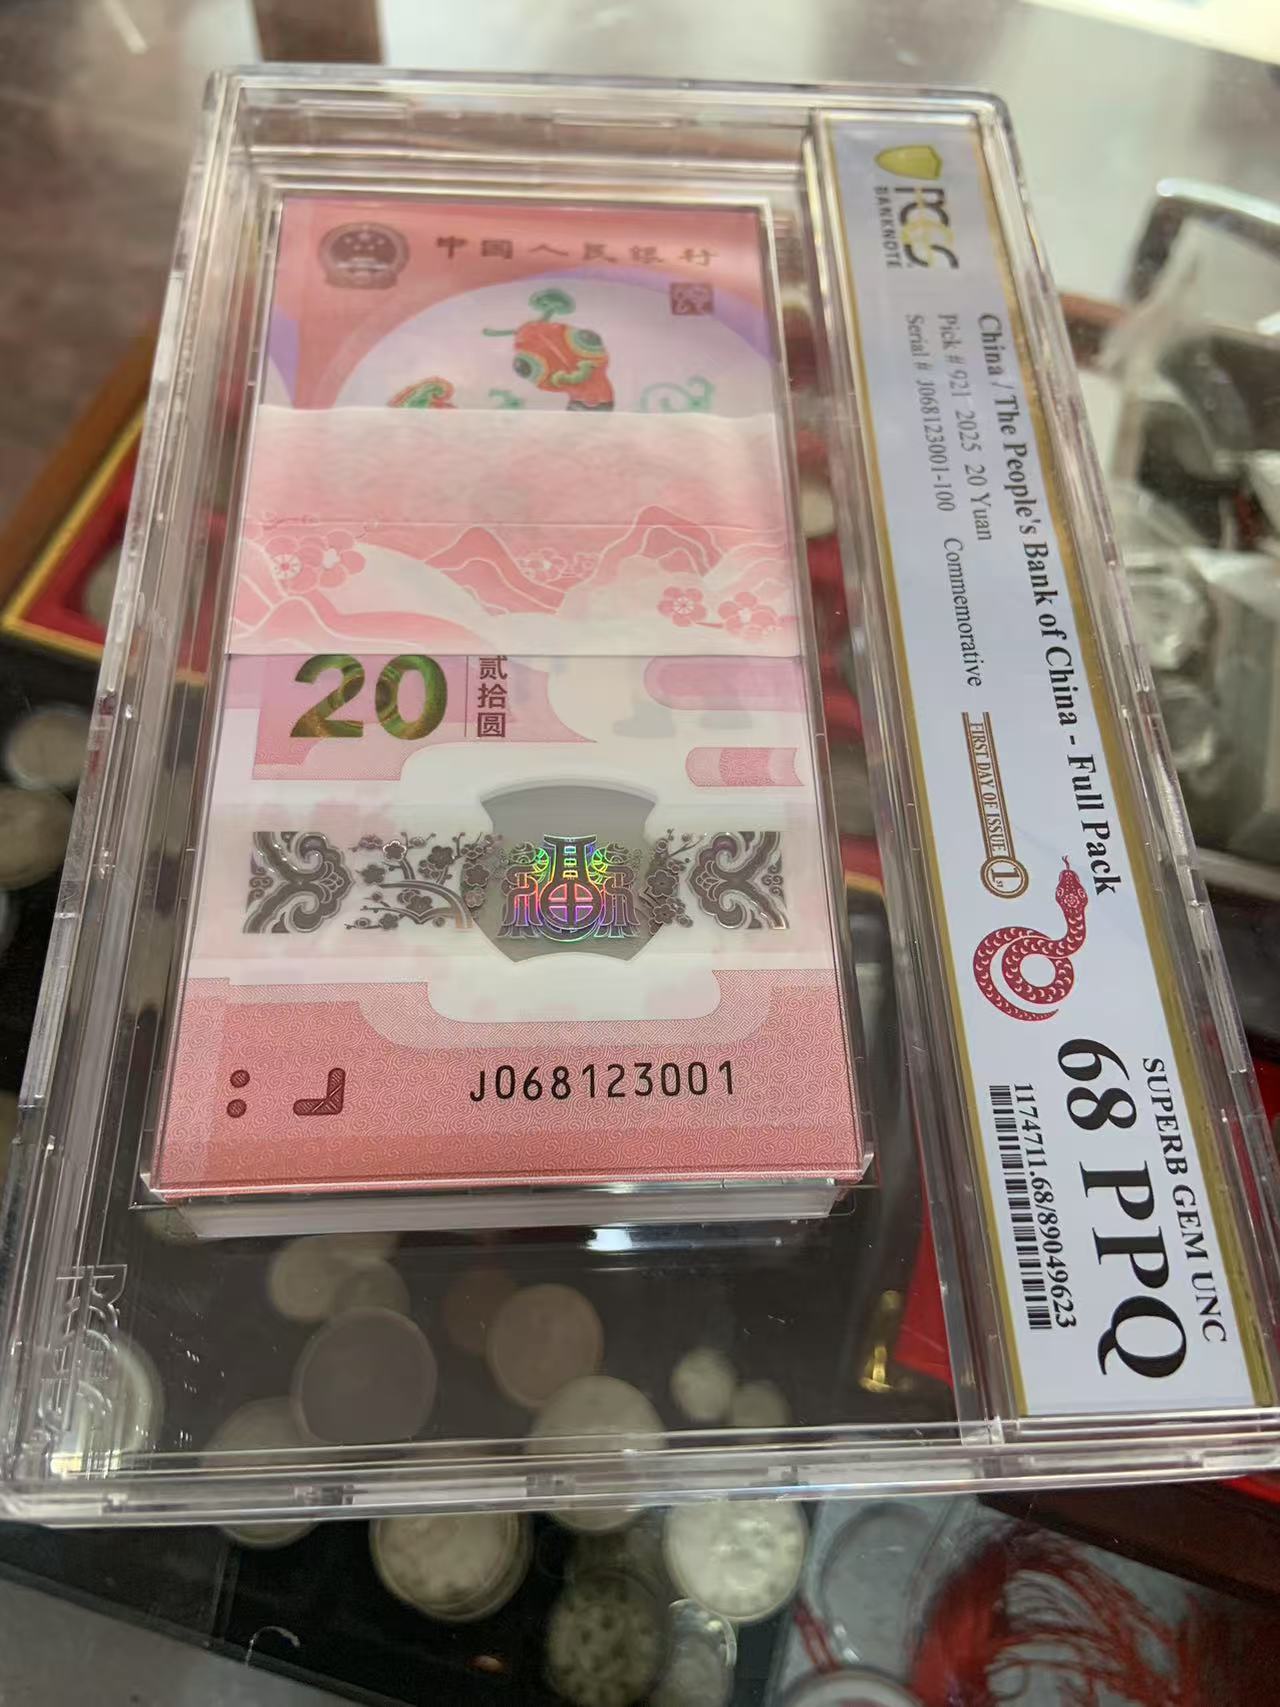 中国人民银行
20
贰拾圆
J068123001
PCGS
BANKNOTE
China / The People's Bank of China - Full Pack
Pick # 921 2025 20 Yuan
Serial # J068123001-100 Commemorative
FIRST DAY OF ISSUE 1ST
SUPERB GEM UNC
68 PPQ
1174711.68/89049623